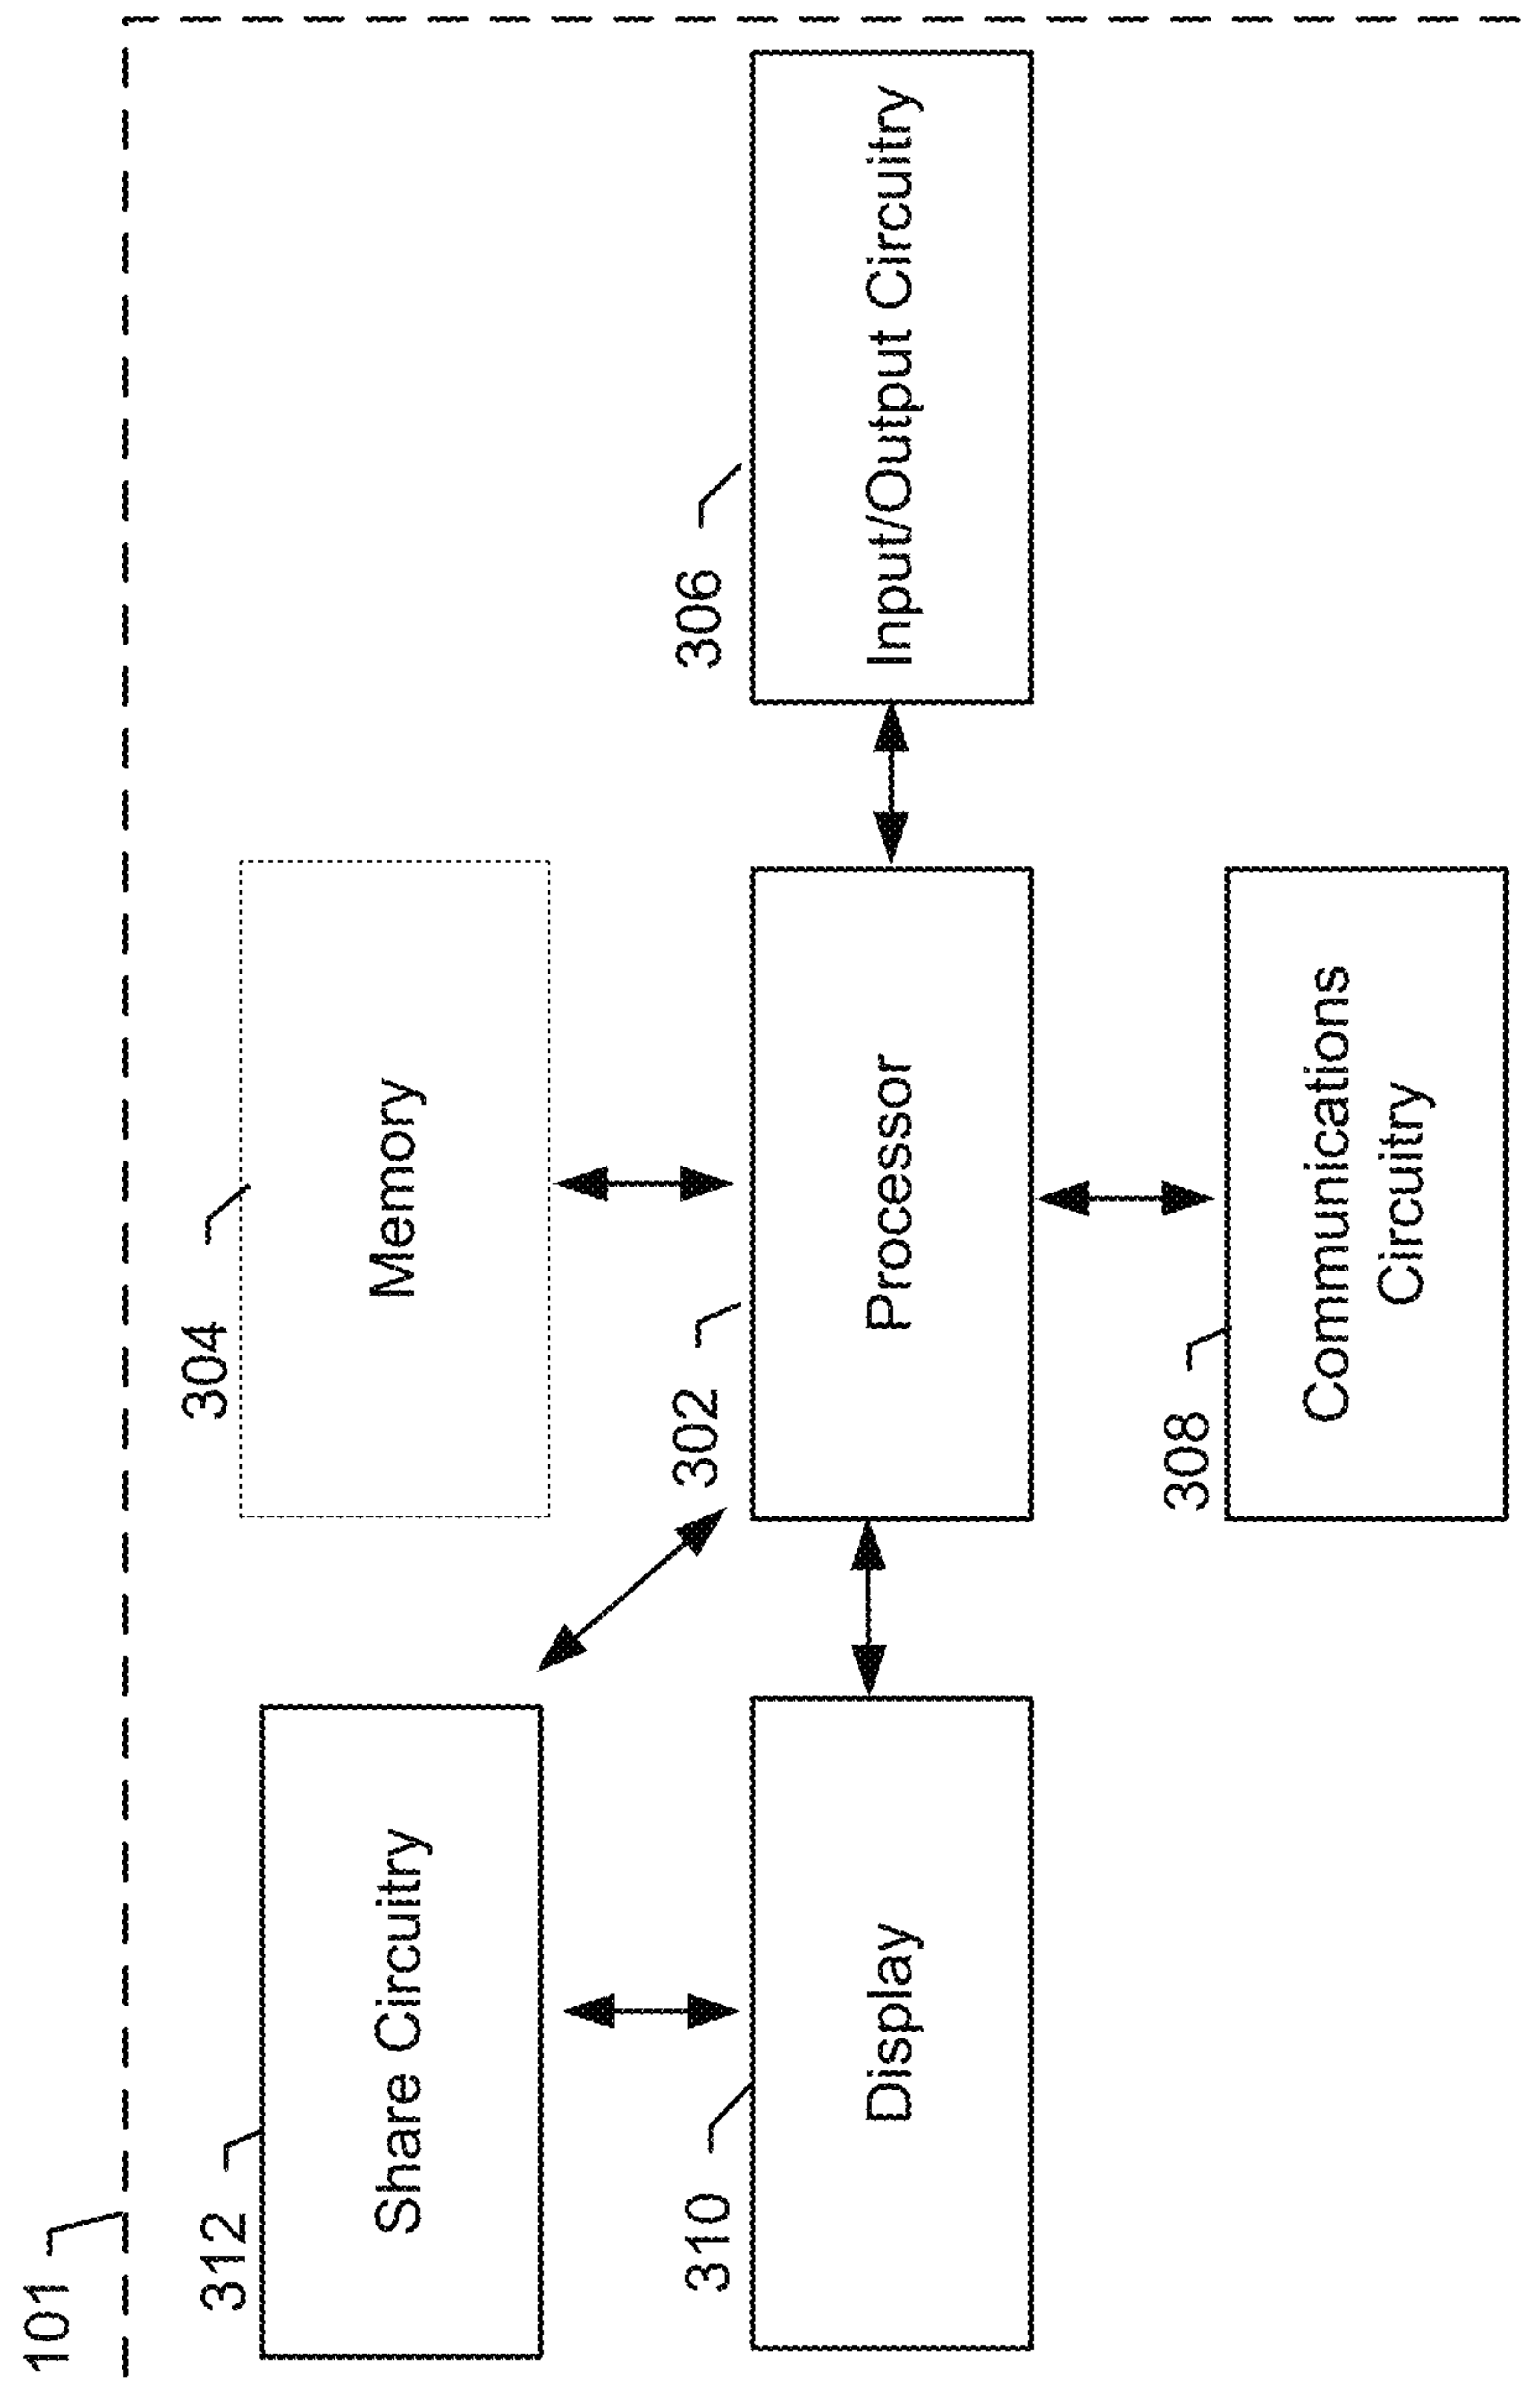 101
312
Share Circuitry
304
Memory
310
Display
302
Processor
306
Input/Output Circuitry
308
Communications
Circuitry